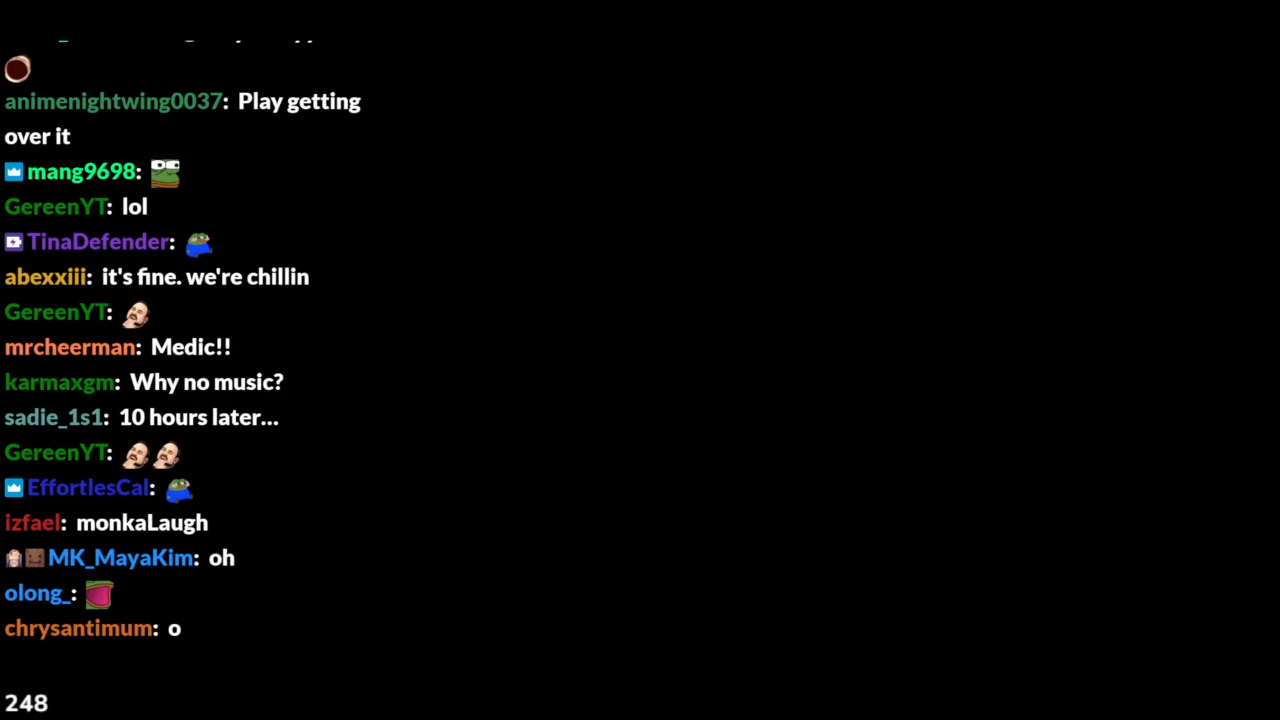 animenightwing0037: Play getting
over it
mang9698:
GereenYT: lol
TinaDefender:
abexxiii: it's fine. we're chillin
GereenYT:
mrcheerman: Medic!!
karmaxgm: Why no music?
sadie_1s1: 10 hours later...
GereenYT:
EffortlesCal:
izfael: monkaLaugh
MK_MayaKim: oh
olong_:
chrysantimum: o
248